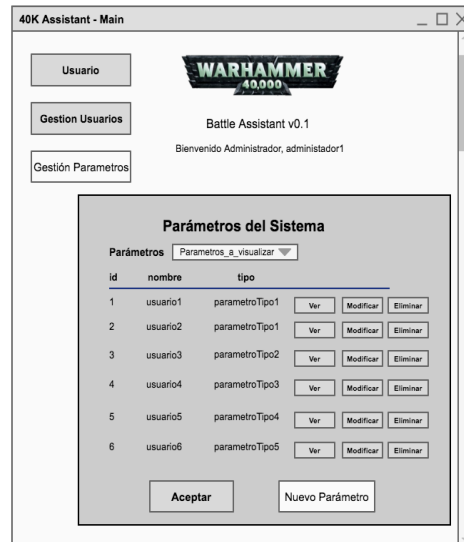 40K Assistant - Main
Usuario
WARHAMMER
40,000
Gestion Usuarios
Battle Assistant v0.1
Bienvenido Administrador, administador1
Gestión Parametros
Parámetros del Sistema
Parámetros Parametros_a_visualizar
id nombre tipo
1 usuario1 parametroTipo1 Ver Modificar Eliminar
2 usuario2 parametroTipo1 Ver Modificar Eliminar
3 usuario3 parametroTipo2 Ver Modificar Eliminar
4 usuario4 parametroTipo3 Ver Modificar Eliminar
5 usuario5 parametroTipo4 Ver Modificar Eliminar
6 usuario6 parametroTipo5 Ver Modificar Eliminar
Aceptar Nuevo Parámetro